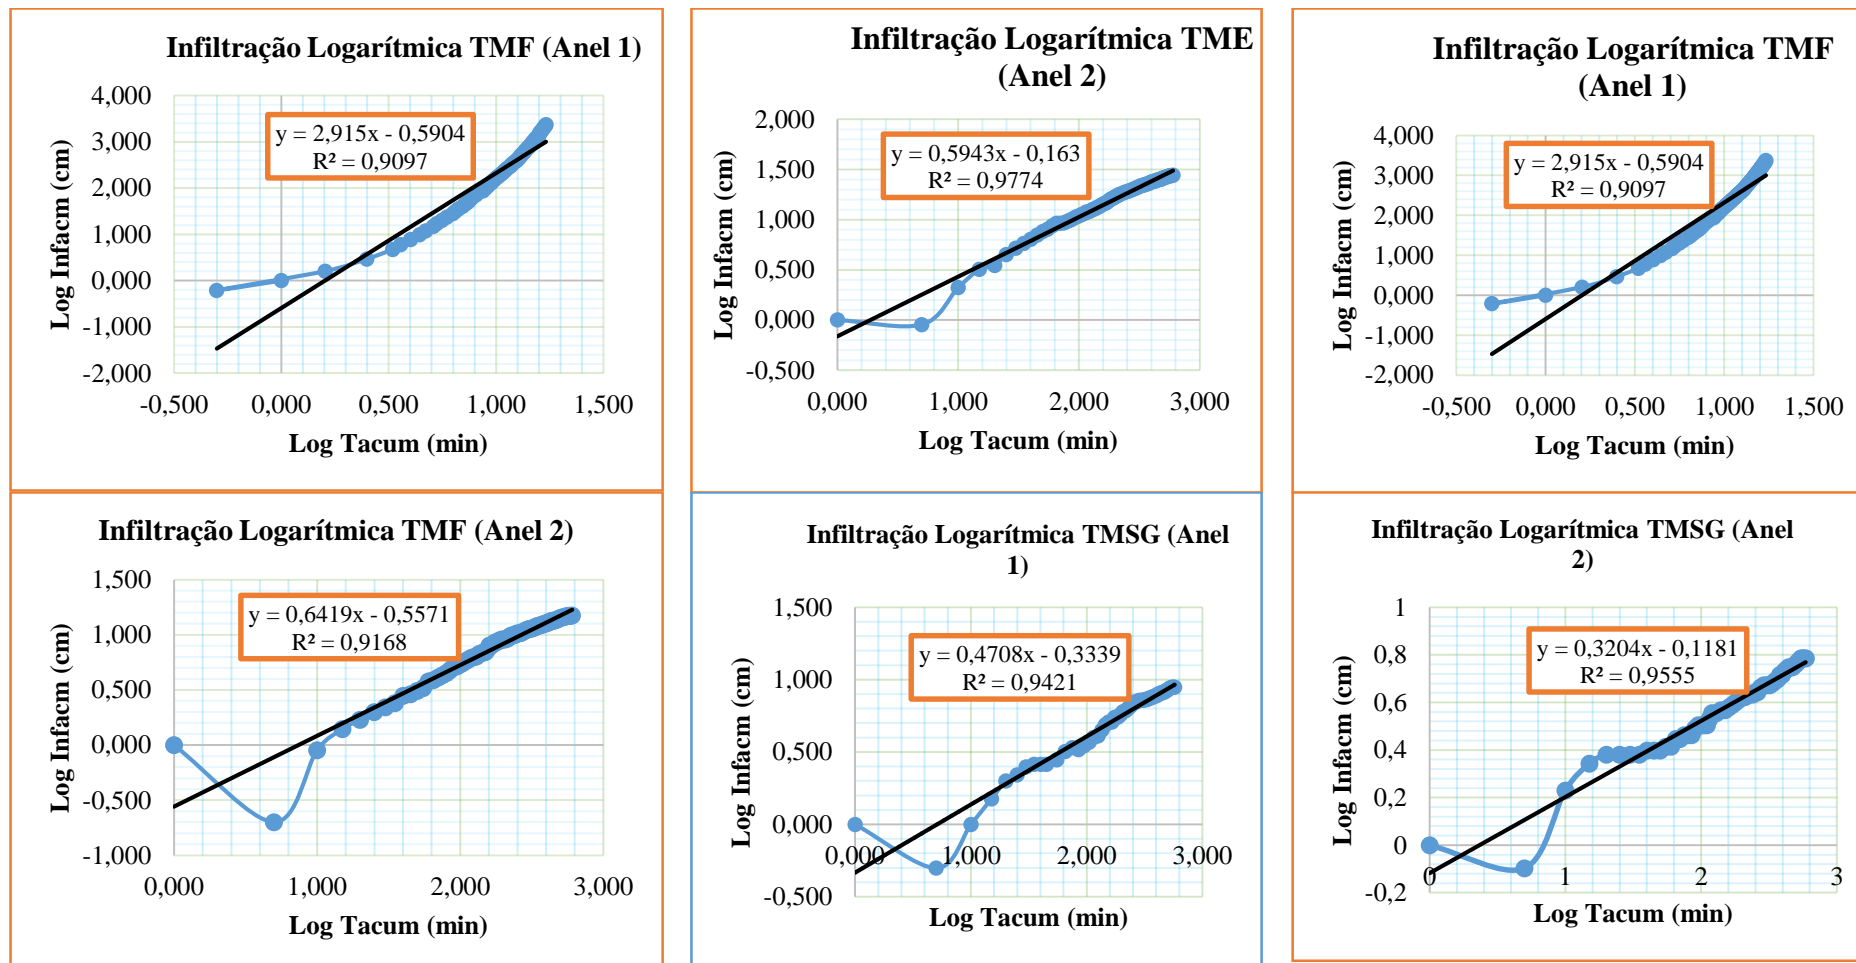 Infiltração Logarítmica TMF (Anel 1)
4,000
3,000
2,000
1,000
0,000
-1,000
-2,000
-0,500 0,000 0,500 1,000 1,500
Log Infacm (cm)
Log Tacum (min)
y = 2,915x - 0,5904
R² = 0,9097
Infiltração Logarítmica TME
(Anel 2)
2,000
1,500
1,000
0,500
0,000
-0,500
0,000 1,000 2,000 3,000
Log Infacm (cm)
Log Tacum (min)
y = 0,5943x - 0,163
R² = 0,9774
Infiltração Logarítmica TMF
(Anel 1)
4,000
3,000
2,000
1,000
0,000
-1,000
-2,000
-0,500 0,000 0,500 1,000 1,500
Log Infacm (cm)
Log Tacum (min)
y = 2,915x - 0,5904
R² = 0,9097
Infiltração Logarítmica TMF (Anel 2)
1,500
1,000
0,500
0,000
-0,500
-1,000
0,000 1,000 2,000 3,000
Log Infacm (cm)
Log Tacum (min)
y = 0,6419x - 0,5571
R² = 0,9168
Infiltração Logarítmica TMSG (Anel
1)
1,500
1,000
0,500
0,000
-0,500
0,000 1,000 2,000 3,000
Log Infacm (cm)
Log Tacum (min)
y = 0,4708x - 0,3339
R² = 0,9421
Infiltração Logarítmica TMSG (Anel
2)
1
0,8
0,6
0,4
0,2
0
-0,2
0 1 2 3
Log Infacm (cm)
Log Tacum (min)
y = 0,3204x - 0,1181
R² = 0,9555